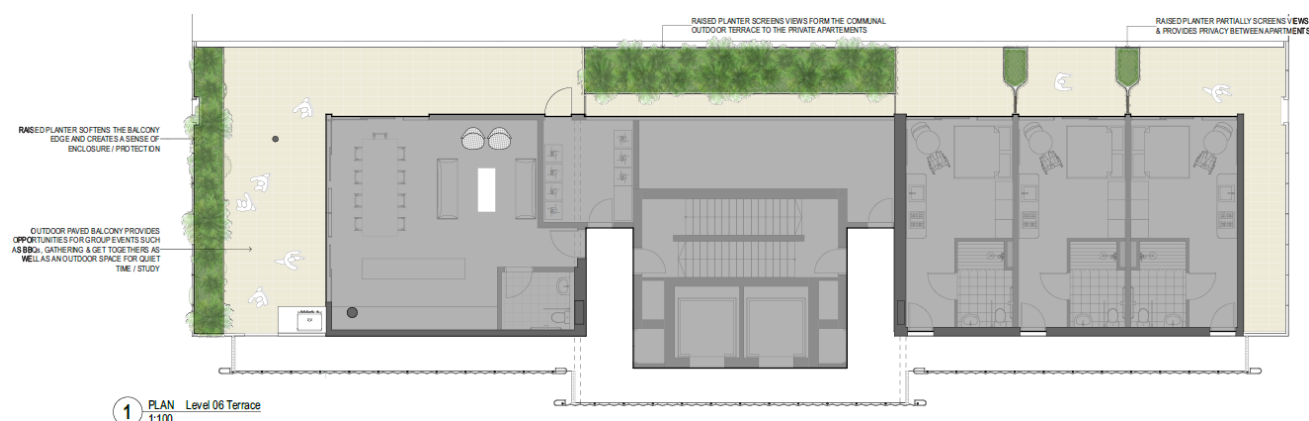 RAISED PLANTER SCREENS VIEWS FORM THE COMMUNAL
OUTDOOR TERRACE TO THE PRIVATE APARTEMENTS
RAISED PLANTER PARTIALLY SCREENS VIEWS
& PROVIDES PRIVACY BETWEEN APARTMENTS
RAISED PLANTER SOFTENS THE BALCONY
EDGE AND CREATES A SENSE OF
ENCLOSURE / PROTECTION
OUTDOOR PAVED BALCONY PROVIDES
OPPORTUNITIES FOR GROUP EVENTS SUCH
AS BBQs, GATHERING & GET TOGETHERS AS
WELL AS AN OUTDOOR SPACE FOR QUIET
TIME / STUDY
1 PLAN Level 06 Terrace
1:100